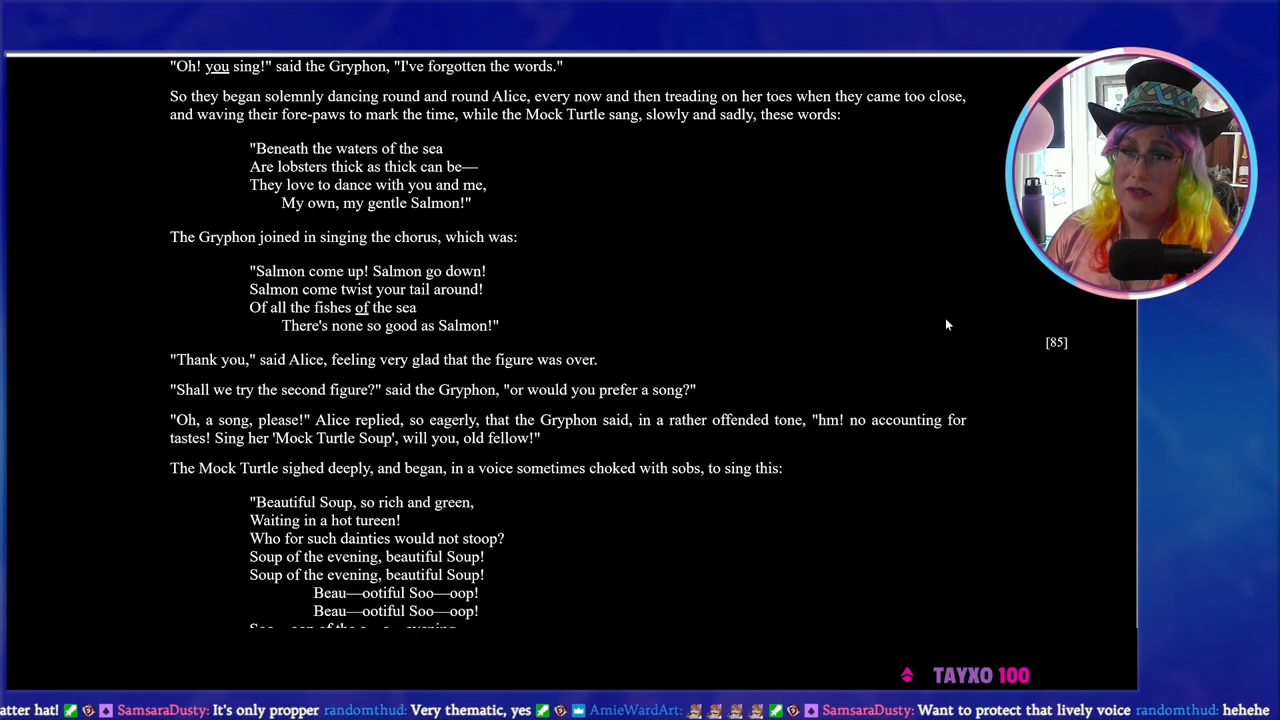 "Oh! you sing!" said the Gryphon, "I've forgotten the words."
So they began solemnly dancing round and round Alice, every now and then treading on her toes when they came too close,
and waving their fore-paws to mark the time, while the Mock Turtle sang, slowly and sadly, these words:
"Beneath the waters of the sea
Are lobsters thick as thick can be—
They love to dance with you and me,
My own, my gentle Salmon!"
The Gryphon joined in singing the chorus, which was:
"Salmon come up! Salmon go down!
Salmon come twist your tail around!
Of all the fishes of the sea
There's none so good as Salmon!"
[85]
"Thank you," said Alice, feeling very glad that the figure was over.
"Shall we try the second figure?" said the Gryphon, "or would you prefer a song?"
"Oh, a song, please!" Alice replied, so eagerly, that the Gryphon said, in a rather offended tone, "hm! no accounting for
tastes! Sing her 'Mock Turtle Soup', will you, old fellow!"
The Mock Turtle sighed deeply, and began, in a voice sometimes choked with sobs, to sing this:
"Beautiful Soup, so rich and green,
Waiting in a hot tureen!
Who for such dainties would not stoop?
Soup of the evening, beautiful Soup!
Soup of the evening, beautiful Soup!
Beau—ootiful Soo—oop!
Beau—ootiful Soo—oop!
TAYXO 100
atter hat! SamsaraDusty: It's only propper randomthud: Very thematic, yes AmieWardArt: SamsaraDusty: Want to protect that lively voice randomthud: hehehe